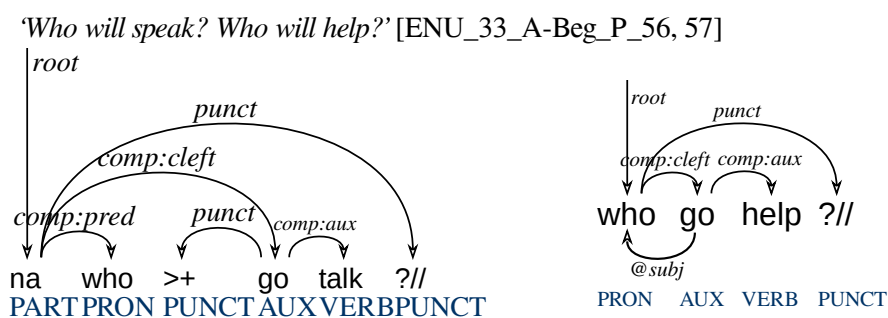 ‘Who will speak? Who will help?’ [ENU_33_A-Beg_P_56, 57]
root
punct
comp:cleft
comp:pred
punct
comp:aux
na who >+ go talk ?//
PART PRON PUNCT AUX VERB PUNCT
root
punct
comp:cleft comp:aux
who go help ?//
@subj
PRON AUX VERB PUNCT